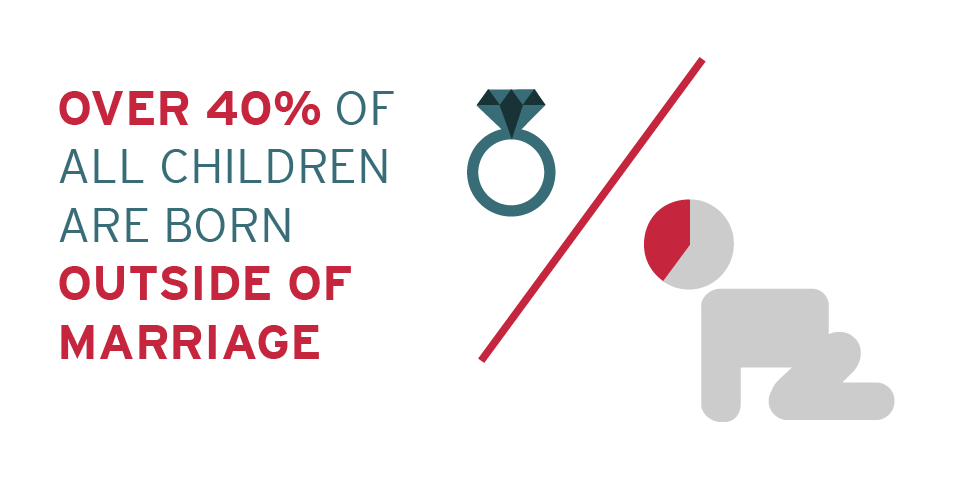 OVER 40% OF
ALL CHILDREN
ARE BORN
OUTSIDE OF
MARRIAGE